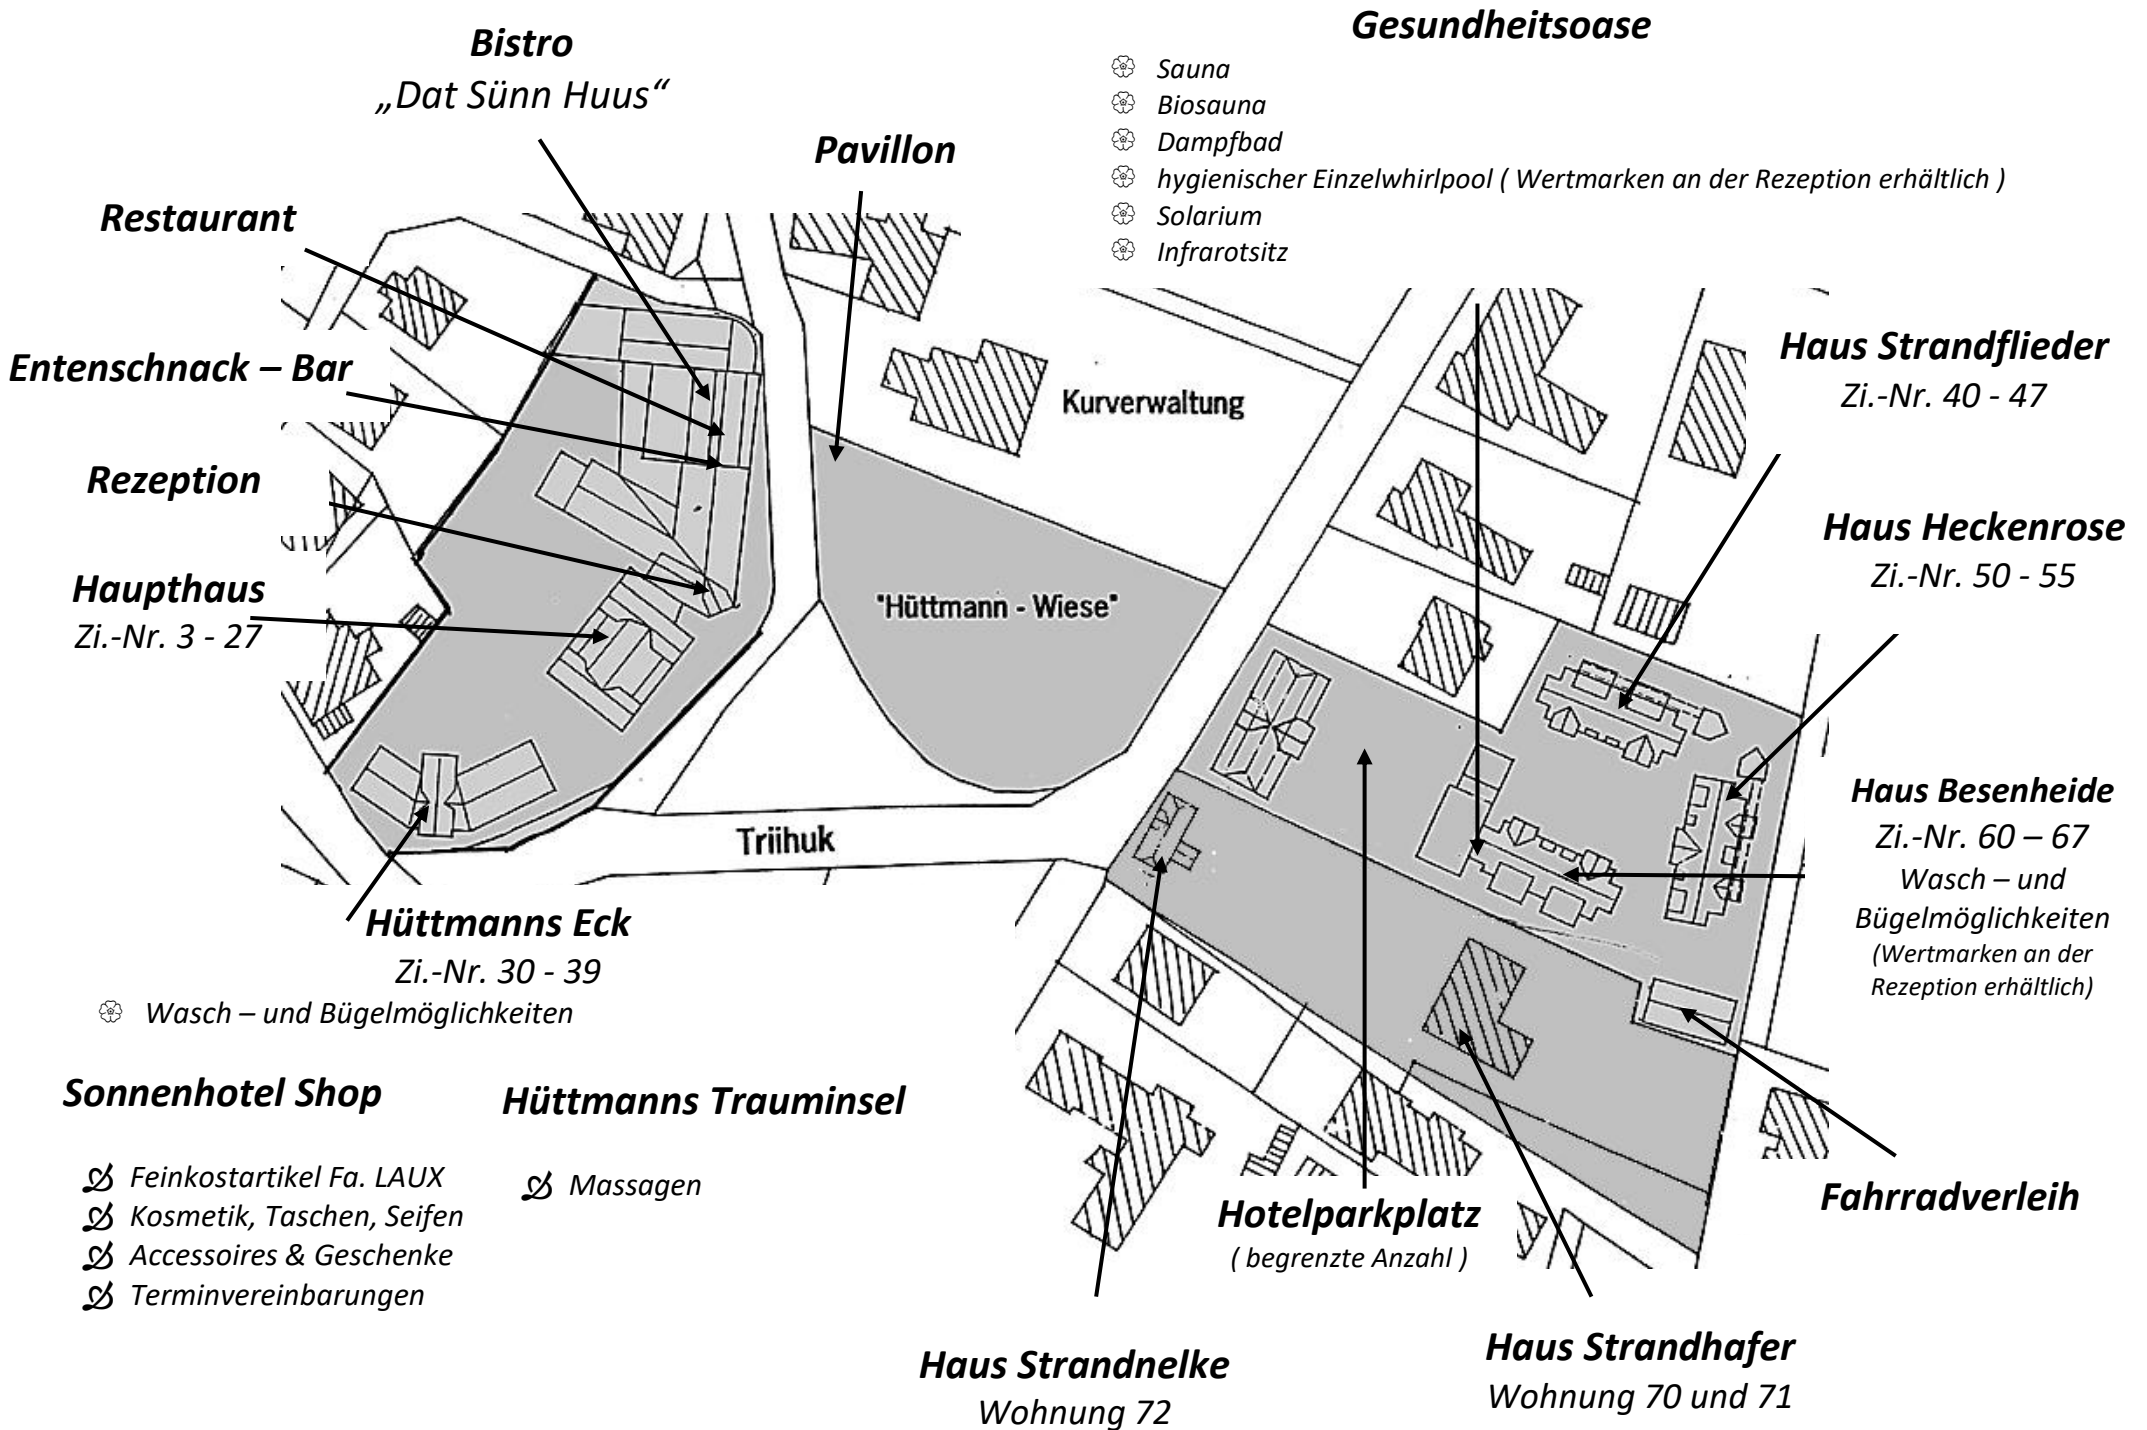 Bistro
„Dat Sünn Huus“
Restaurant
Entenschnack – Bar
Rezeption
Haupthaus
Zi.-Nr. 3 - 27
Pavillon
Gesundheitsoase
Sauna
Biosauna
Dampfbad
hygienischer Einzelwhirlpool ( Wertmarken an der Rezeption erhältlich )
Solarium
Infrarotsitz
Kurverwaltung
"Hüttmann - Wiese"
Triihuk
Haus Strandflieder
Zi.-Nr. 40 - 47
Haus Heckenrose
Zi.-Nr. 50 - 55
Haus Besenheide
Zi.-Nr. 60 – 67
Wasch – und
Bügelmöglichkeiten
(Wertmarken an der
Rezeption erhältlich)
Hüttmanns Eck
Zi.-Nr. 30 - 39
Wasch – und Bügelmöglichkeiten
Sonnenhotel Shop
Feinkostartikel Fa. LAUX
Kosmetik, Taschen, Seifen
Accessoires & Geschenke
Terminvereinbarungen
Hüttmanns Trauminsel
Massagen
Hotelparkplatz
( begrenzte Anzahl )
Fahrradverleih
Haus Strandnelke
Wohnung 72
Haus Strandhafer
Wohnung 70 und 71